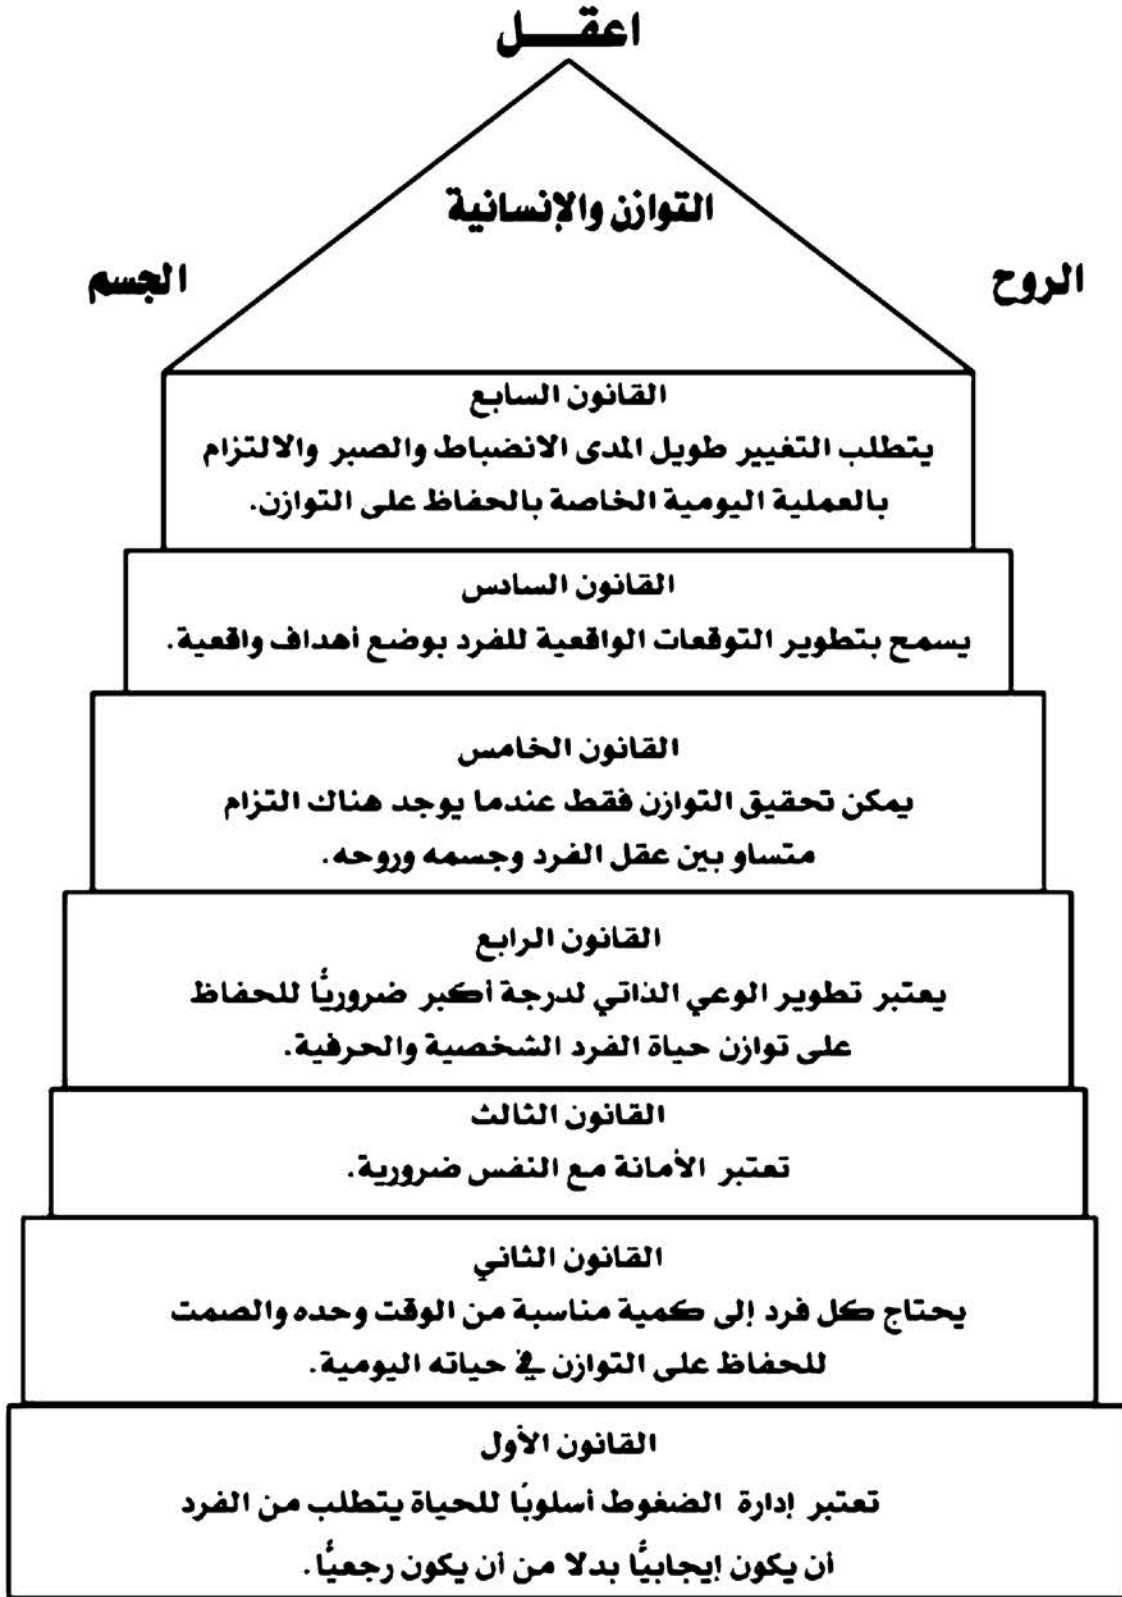 اعقـــل
التوازن والإنسانية
الروح
الجسم
القانون السابع
يتطلب التغيير طويل المدى الانضباط والصبر والالتزام
بالعملية اليومية الخاصة بالحفاظ على التوازن.
القانون السادس
يسمح بتطوير التوقعات الواقعية للفرد بوضع أهداف واقعية.
القانون الخامس
يمكن تحقيق التوازن فقط عندما يوجد هناك التزام
متساو بين عقل الفرد وجسمه وروحه.
القانون الرابع
يعتبر تطوير الوعي الذاتي لدرجة أكبر ضروريًّا للحفاظ
على توازن حياة الفرد الشخصية والحرفية.
القانون الثالث
تعتبر الأمانة مع النفس ضرورية.
القانون الثاني
يحتاج كل فرد إلى كمية مناسبة من الوقت وحده والصمت
للحفاظ على التوازن في حياته اليومية.
القانون الأول
تعتبر إدارة الضغوط أسلوبًا للحياة يتطلب من الفرد
أن يكون إيجابيًّا بدلا من أن يكون رجعيًّا.